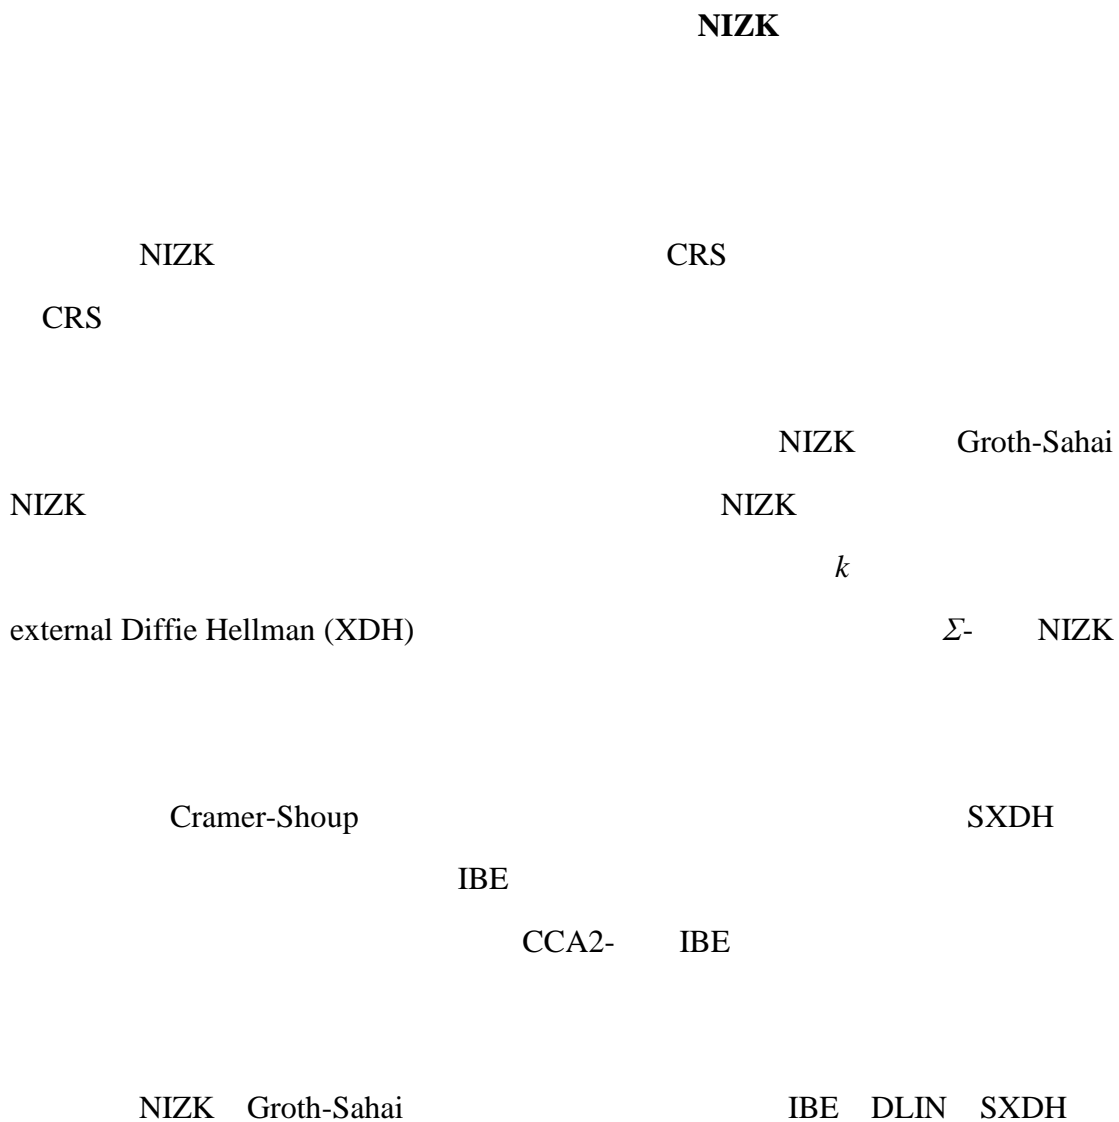 NIZK
NIZK CRS
CRS
NIZK Groth-Sahai
NIZK NIZK
k
external Diffie Hellman (XDH) Σ- NIZK
Cramer-Shoup SXDH
IBE
CCA2- IBE
NIZK Groth-Sahai IBE DLIN SXDH